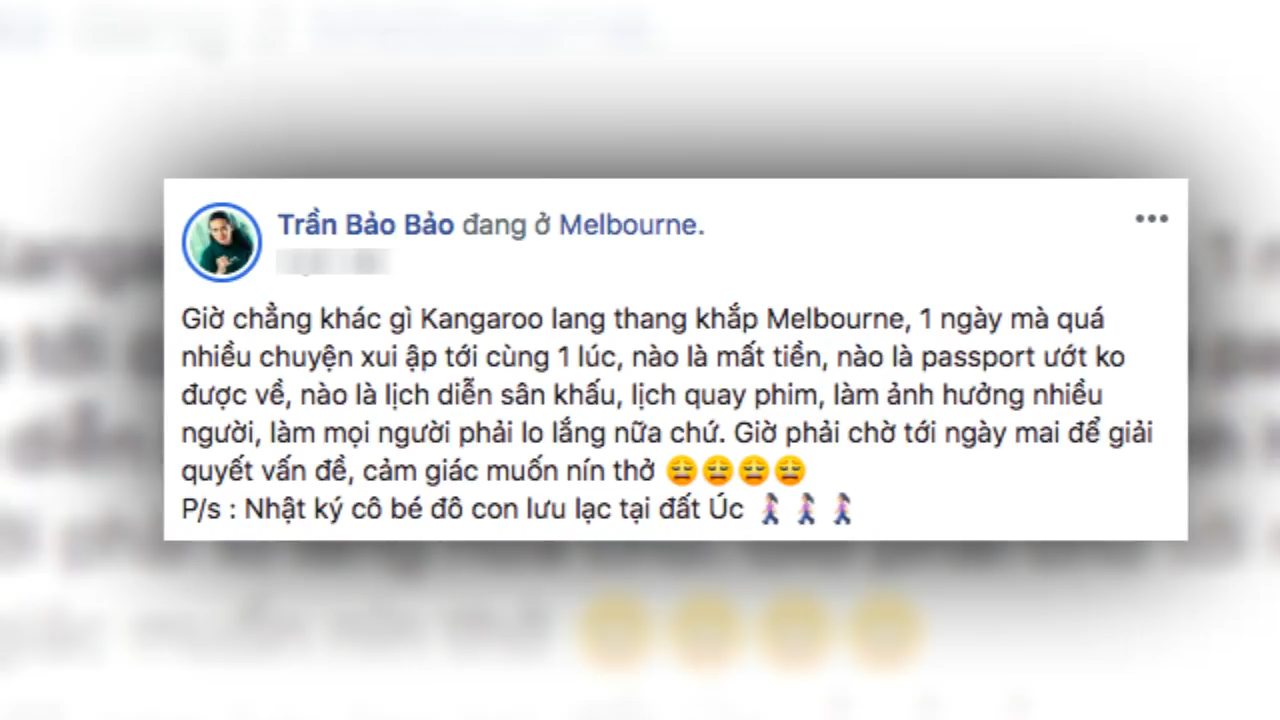 Trần Bảo Bảo đang ở Melbourne.
Giờ chẳng khác gì Kangaroo lang thang khắp Melbourne, 1 ngày mà quá
nhiều chuyện xui ập tới cùng 1 lúc, nào là mất tiền, nào là passport ướt ko
được về, nào là lịch diễn sân khấu, lịch quay phim, làm ảnh hưởng nhiều
người, làm mọi người phải lo lắng nữa chứ. Giờ phải chờ tới ngày mai để giải
quyết vấn đề, cảm giác muốn nín thở 😩😩😩😩
P/s : Nhật ký cô bé đô con lưu lạc tại đất Úc 🚶🏻‍♀️🚶🏻‍♀️🚶🏻‍♀️